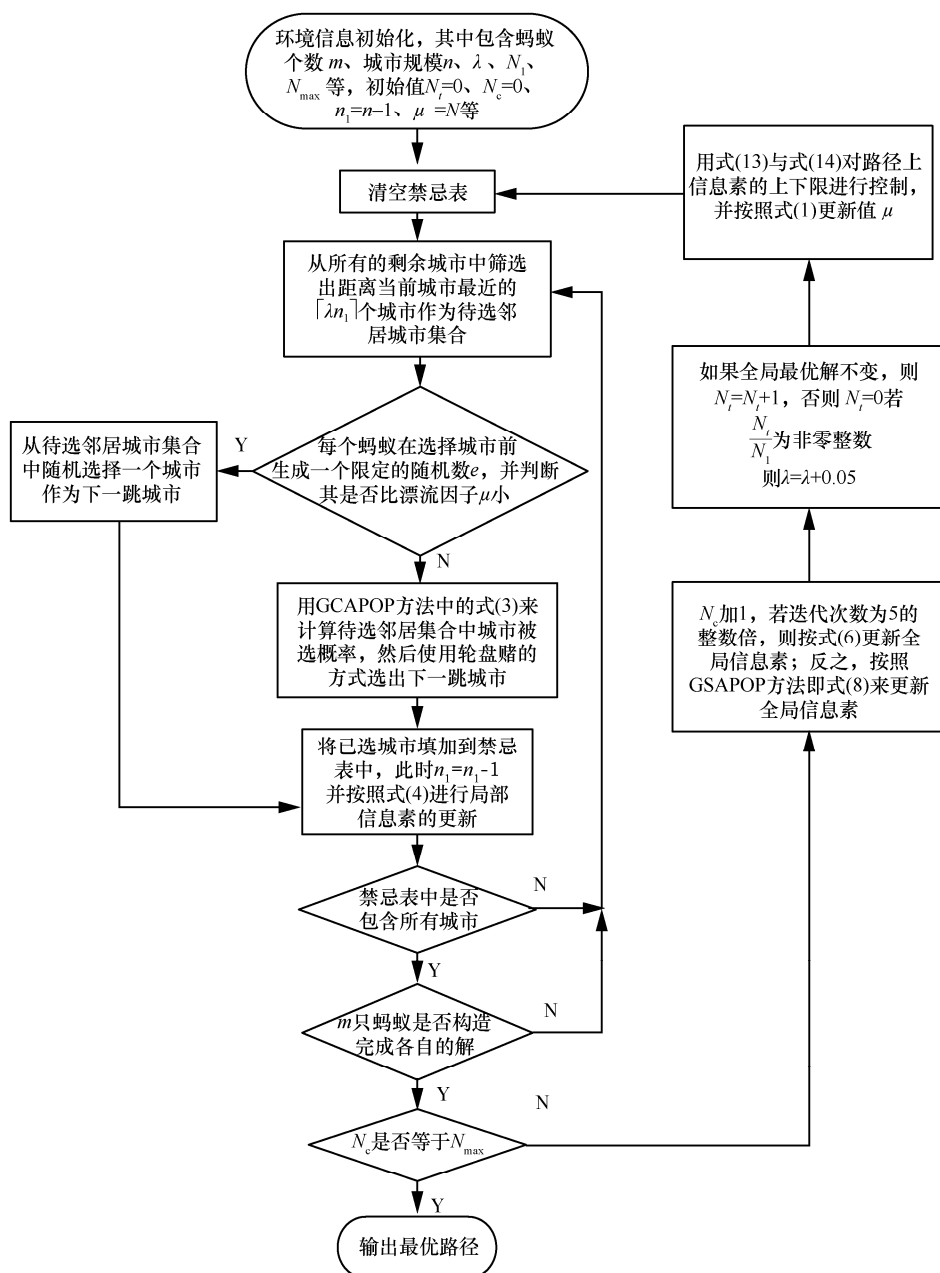 环境信息初始化，其中包含蚂蚁
个数 m、城市规模n、λ 、N₁、
Nmax 等，初始值Nt=0、Nc=0、
n₁=n–1、μ =N等
清空禁忌表
从所有的剩余城市中筛选
出距离当前城市最近的
⌈λn₁⌉个城市作为待选邻
居城市集合
每个蚂蚁在选择城市前
生成一个限定的随机数e，并判断
其是否比漂流因子μ小
Y
从待选邻居城市集合
中随机选择一个城市
作为下一跳城市
N
用GCAPOP方法中的式(3)来
计算待选邻居集合中城市被
选概率，然后使用轮盘赌的
方式选出下一跳城市
将已选城市填加到禁忌
表中，此时n₁=n₁-1
并按照式(4)进行局部
信息素的更新
禁忌表中是否
包含所有城市
N
Y
m只蚂蚁是否构造
完成各自的解
N
Y
Nc是否等于Nmax
N
Y
输出最优路径
Nc加1，若迭代次数为5的
整数倍，则按式(6)更新全
局信息素；反之，按照
GSAPOP方法即式(8)来更新
全局信息素
如果全局最优解不变，则
Nt=Nt+1，否则 Nt=0若
Nt/N₁为非零整数
则λ=λ+0.05
用式(13)与式(14)对路径上
信息素的上下限进行控制，
并按照式(1)更新值 μ